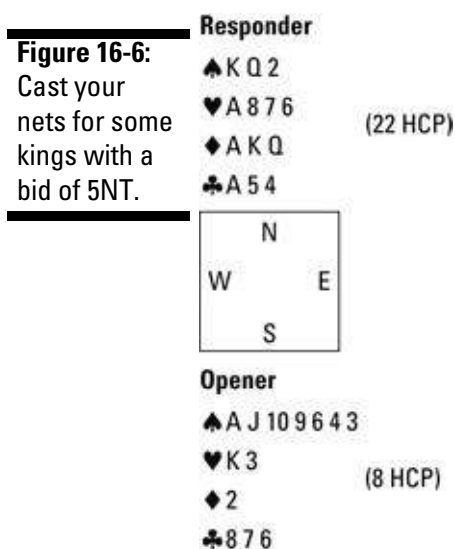 Figure 16-6:
Cast your
nets for some
kings with a
bid of 5NT.
Responder
♠ K Q 2
♥ A 8 7 6
(22 HCP)
♦ A K Q
♣ A 5 4
N
W E
S
Opener
♠ A J 10 9 6 4 3
♥ K 3
(8 HCP)
♦ 2
♣ 8 7 6